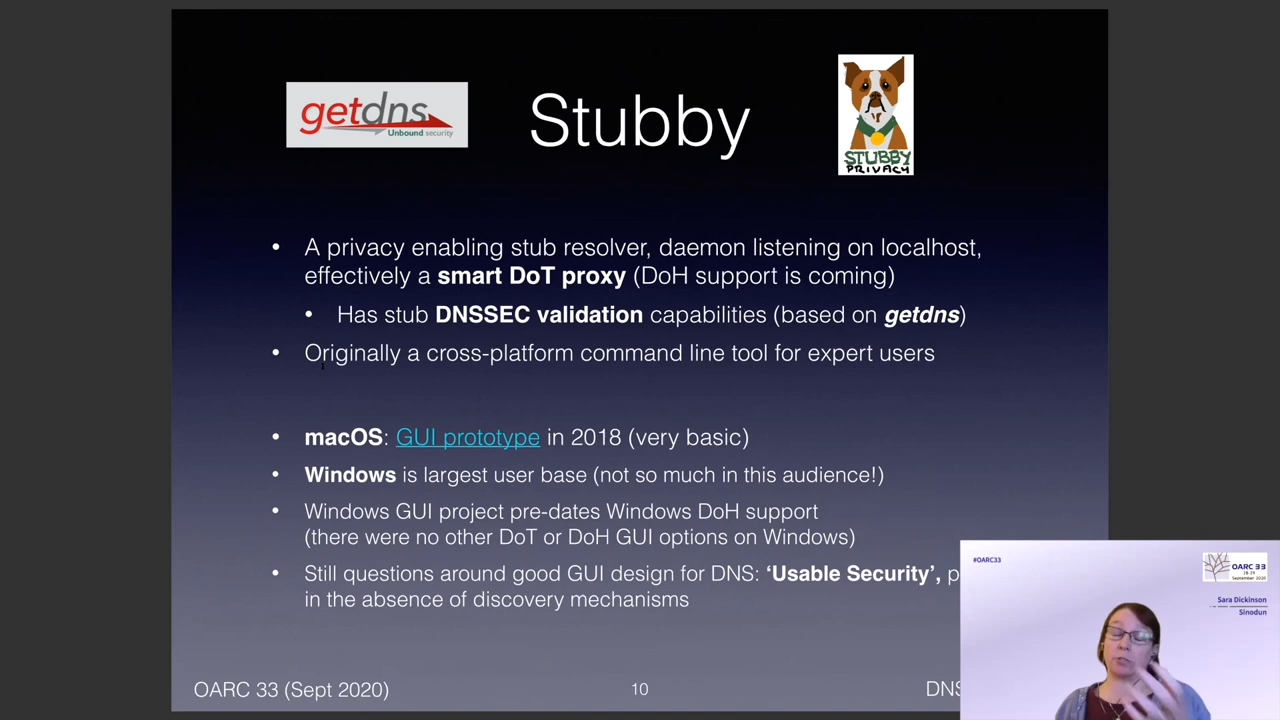 getdns
Unbound security
Stubby
STUBBY
PRIVACY
• A privacy enabling stub resolver, daemon listening on localhost,
effectively a smart DoT proxy (DoH support is coming)
• Has stub DNSSEC validation capabilities (based on getdns)
• Originally a cross-platform command line tool for expert users
• macOS: GUI prototype in 2018 (very basic)
• Windows is largest user base (not so much in this audience!)
• Windows GUI project pre-dates Windows DoH support
(there were no other DoT or DoH GUI options on Windows)
• Still questions around good GUI design for DNS: ‘Usable Security’, p
in the absence of discovery mechanisms
#OARC33
OARC 33
28-29
September 2020
Sara Dickinson
Sinodun
OARC 33 (Sept 2020)
10
DNS